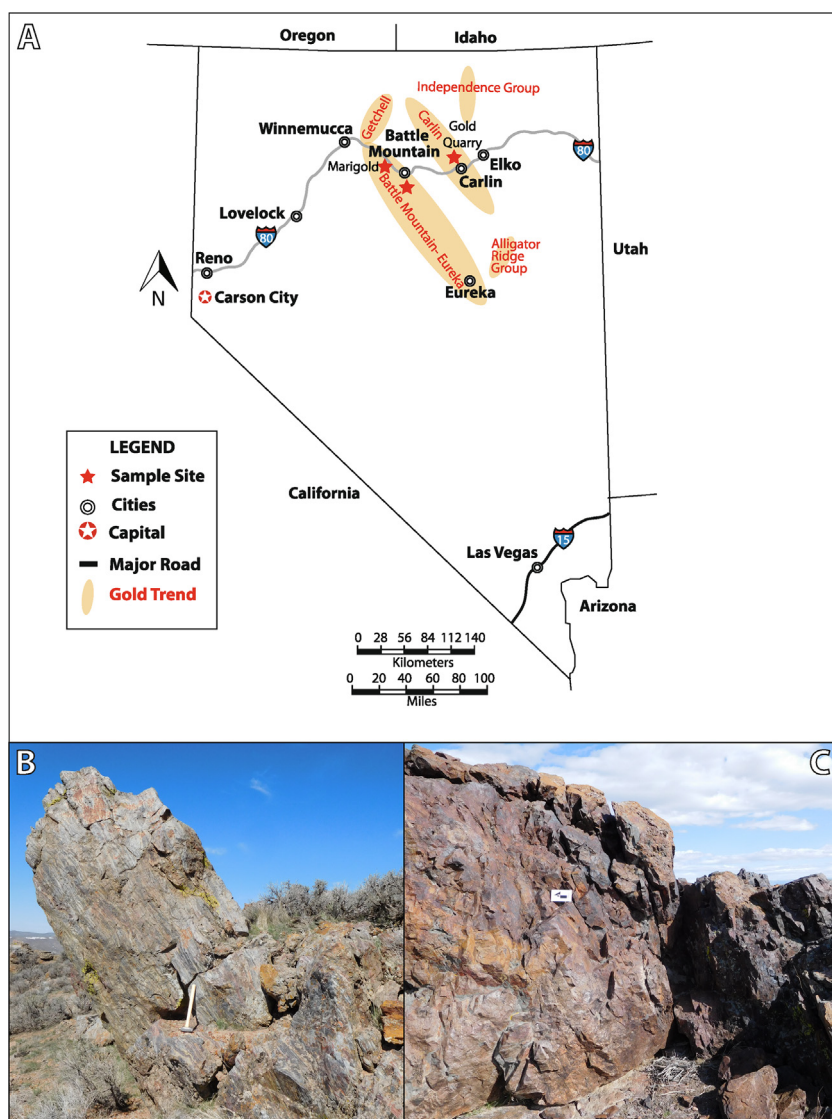 A
Oregon
Idaho
Independence Group
Getchell
Carlin
Gold
Quarry
Winnemucca
Battle
Mountain
Marigold
Elko
Carlin
80
Battle Mountain- Eureka
Lovelock
80
Alligator
Ridge
Group
Utah
Reno
Eureka
N
Carson City
LEGEND
Sample Site
Cities
Capital
Major Road
Gold Trend
California
15
Las Vegas
Arizona
0 28 56 84 112 140
Kilometers
0 20 40 60 80 100
Miles
B
C